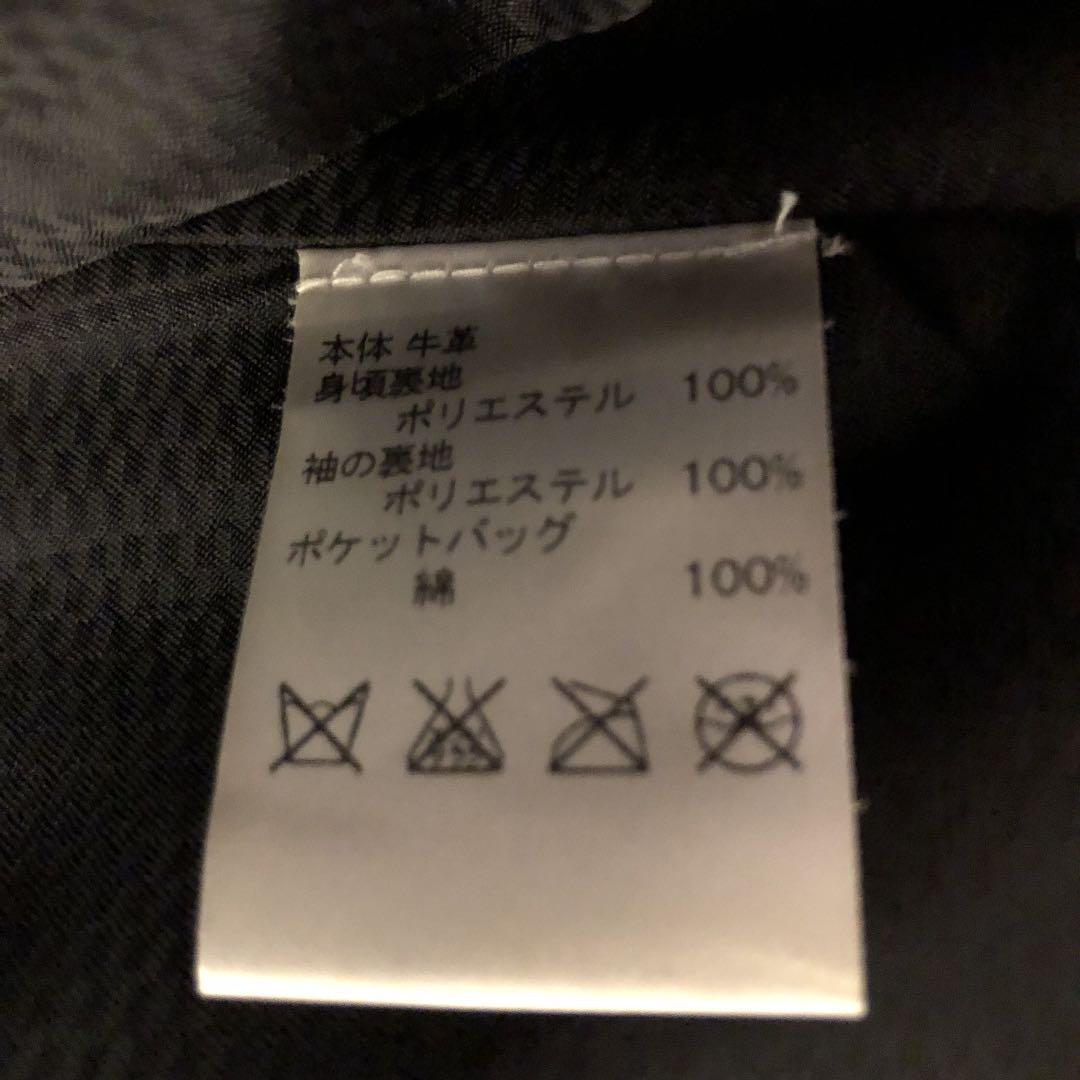 本体 牛革
身頃裏地
ポリエステル 100%
袖の裏地
ポリエステル 100%
ポケットバッグ
綿 100%